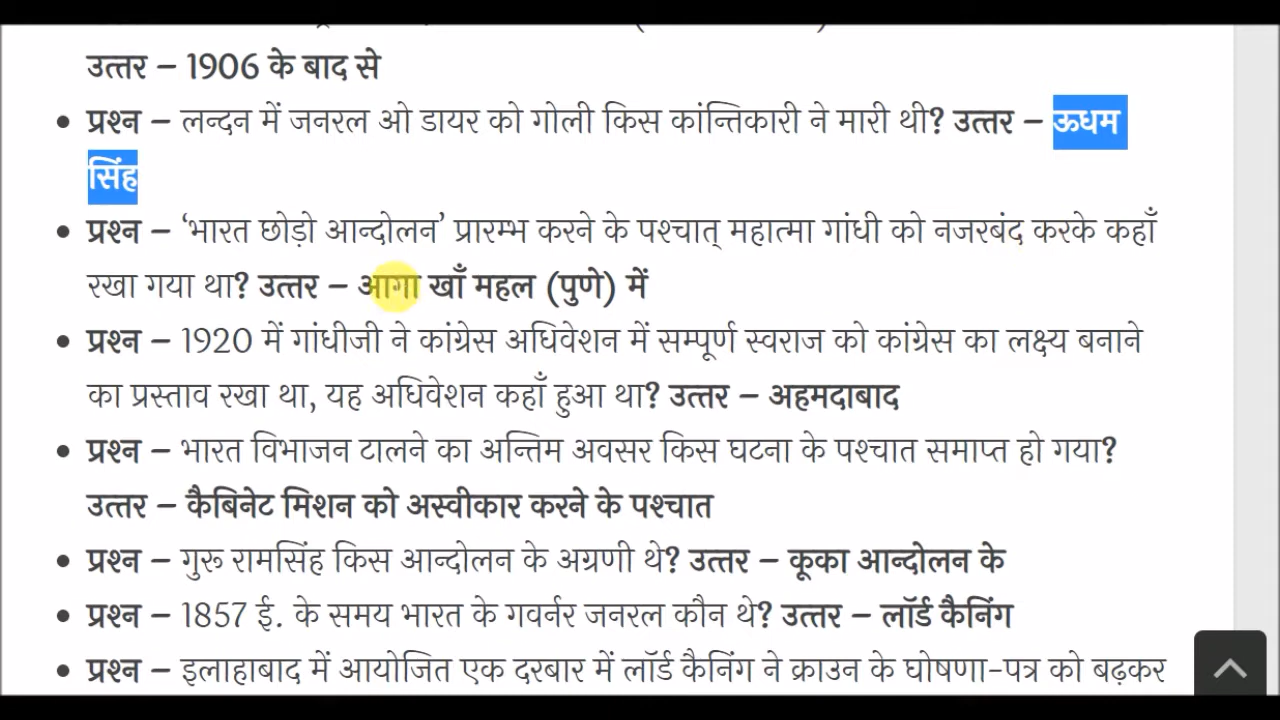 उत्तर – 1906 के बाद से
प्रश्न – लन्दन में जनरल ओ डायर को गोली किस कांन्तिकारी ने मारी थी? उत्तर – ऊधम
सिंह
प्रश्न – ‘भारत छोड़ो आन्दोलन’ प्रारम्भ करने के पश्चात् महात्मा गांधी को नजरबंद करके कहाँ
रखा गया था? उत्तर – आगा खाँ महल (पुणे) में
प्रश्न – 1920 में गांधीजी ने कांग्रेस अधिवेशन में सम्पूर्ण स्वराज को कांग्रेस का लक्ष्य बनाने
का प्रस्ताव रखा था, यह अधिवेशन कहाँ हुआ था? उत्तर – अहमदाबाद
प्रश्न – भारत विभाजन टालने का अन्तिम अवसर किस घटना के पश्चात समाप्त हो गया?
उत्तर – कैबिनेट मिशन को अस्वीकार करने के पश्चात
प्रश्न – गुरू रामसिंह किस आन्दोलन के अग्रणी थे? उत्तर – कूका आन्दोलन के
प्रश्न – 1857 ई. के समय भारत के गवर्नर जनरल कौन थे? उत्तर – लॉर्ड कैनिंग
प्रश्न – इलाहाबाद में आयोजित एक दरबार में लॉर्ड कैनिंग ने क्राउन के घोषणा-पत्र को बढ़कर